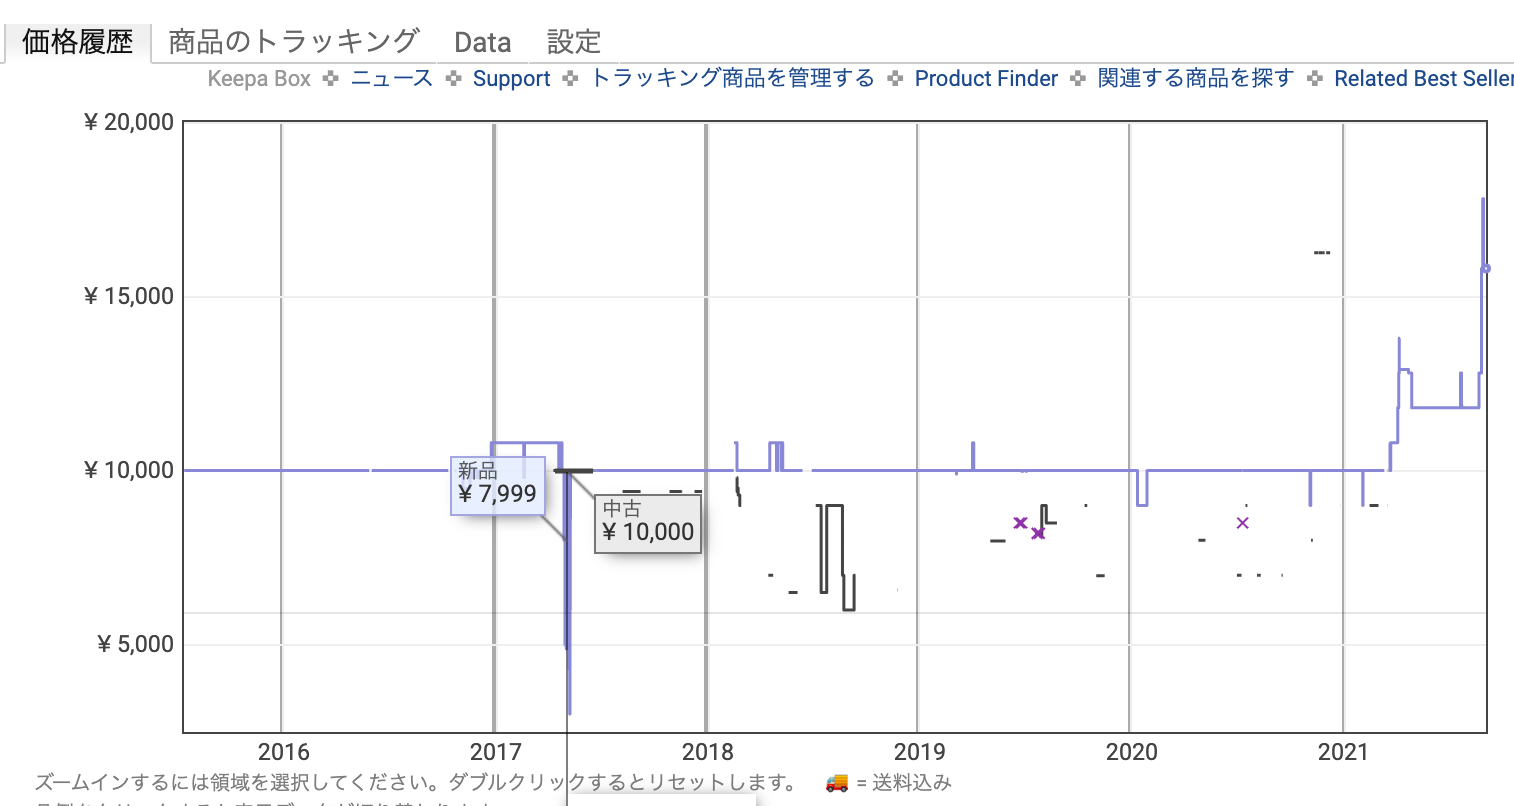 価格履歴 商品のトラッキング Data 設定
Keepa Box ニュース Support トラッキング商品を管理する Product Finder 関連する商品を探す Related Best Seller
¥ 20,000
¥ 15,000
¥ 10,000
¥ 5,000
新品
¥ 7,999
中古
¥ 10,000
2016 2017 2018 2019 2020 2021
ズームインするには領域を選択してください。ダブルクリックするとリセットします。 = 送料込み